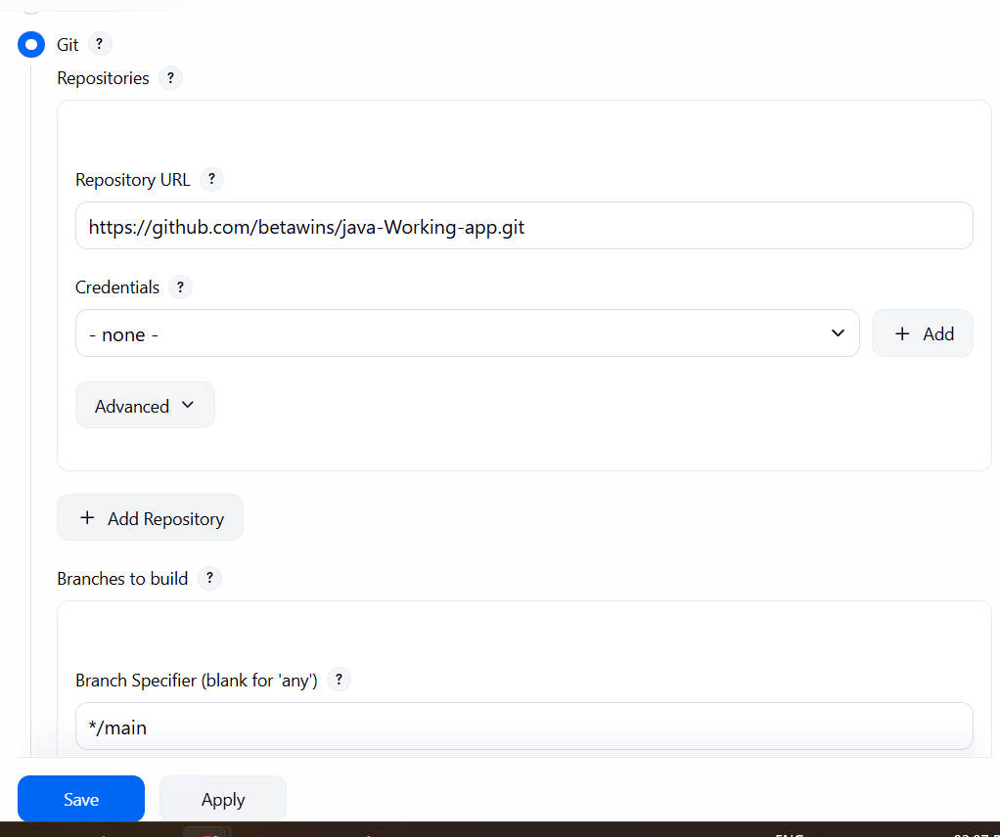 Git ?
Repositories ?
Repository URL ?
https://github.com/betawins/java-Working-app.git
Credentials ?
- none -
+ Add
Advanced
+ Add Repository
Branches to build ?
Branch Specifier (blank for 'any') ?
*/main
Save
Apply